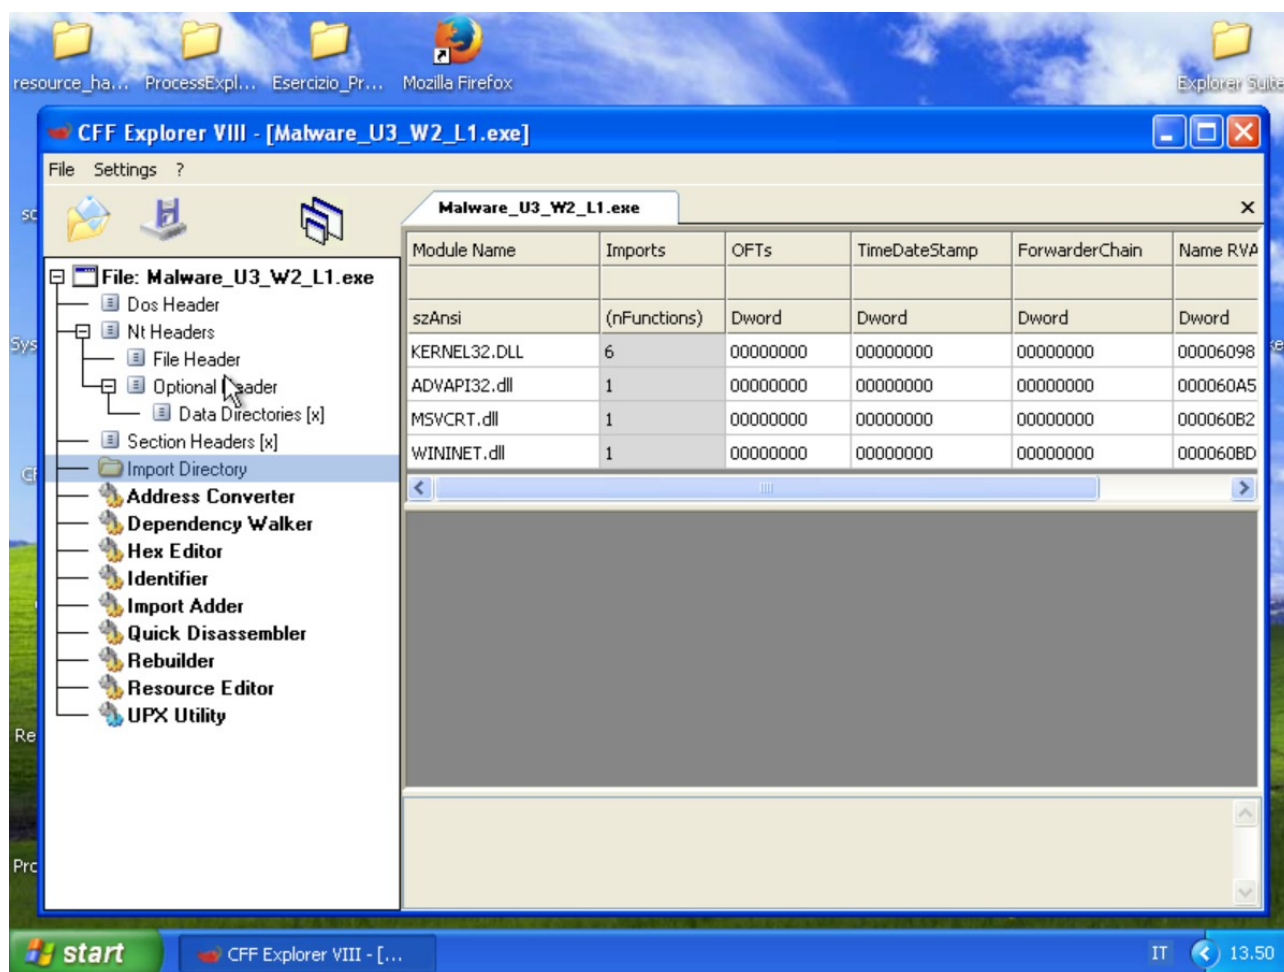 resource_ha... ProcessExpl... Esercizio_Pr... Mozilla Firefox Explorer Suite
CFF Explorer VIII - [Malware_U3_W2_L1.exe]
File Settings ?
Malware_U3_W2_L1.exe
Module Name Imports OFTs TimeDateStamp ForwarderChain Name RVA
szAnsi (nFunctions) Dword Dword Dword Dword
KERNEL32.DLL 6 00000000 00000000 00000000 00006098
ADVAPI32.dll 1 00000000 00000000 00000000 000060A5
MSVCRT.dll 1 00000000 00000000 00000000 000060B2
WININET.dll 1 00000000 00000000 00000000 000060BD
File: Malware_U3_W2_L1.exe
Dos Header
Nt Headers
File Header
Optional Header
Data Directories [x]
Section Headers [x]
Import Directory
Address Converter
Dependency Walker
Hex Editor
Identifier
Import Adder
Quick Disassembler
Rebuilder
Resource Editor
UPX Utility
Sys
Re
Pro
start CFF Explorer VIII - [... IT 13.50